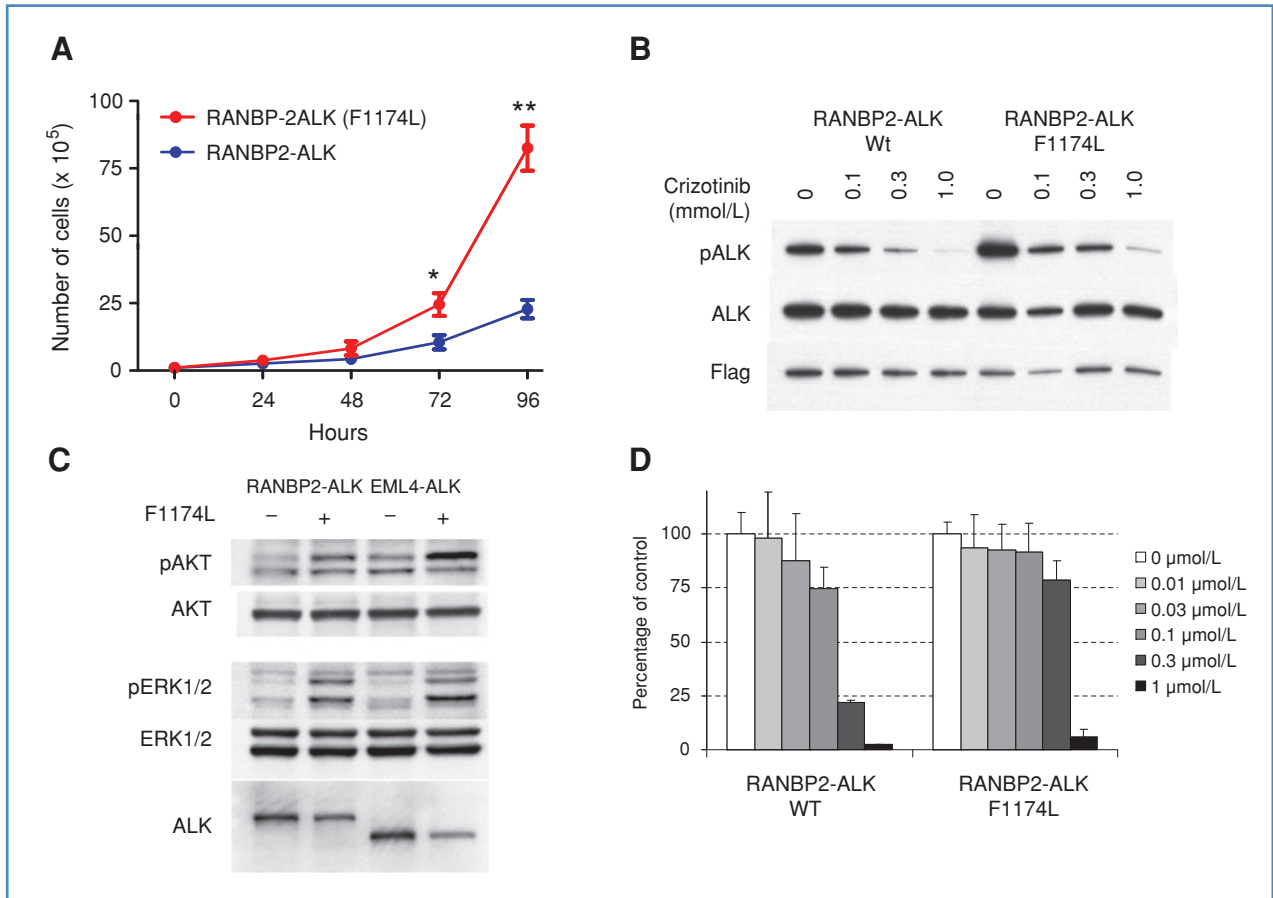 A
100
75
50
25
0
Number of cells (x 10⁵)
RANBP-2ALK (F1174L)
RANBP2-ALK
*
**
0 24 48 72 96
Hours
B
RANBP2-ALK
Wt
RANBP2-ALK
F1174L
Crizotinib
(mmol/L)
0 0.1 0.3 1.0 0 0.1 0.3 1.0
pALK
ALK
Flag
C
RANBP2-ALK EML4-ALK
F1174L – + – +
pAKT
AKT
pERK1/2
ERK1/2
ALK
D
Percentage of control
100
75
50
25
0
RANBP2-ALK
WT
RANBP2-ALK
F1174L
0 µmol/L
0.01 µmol/L
0.03 µmol/L
0.1 µmol/L
0.3 µmol/L
1 µmol/L